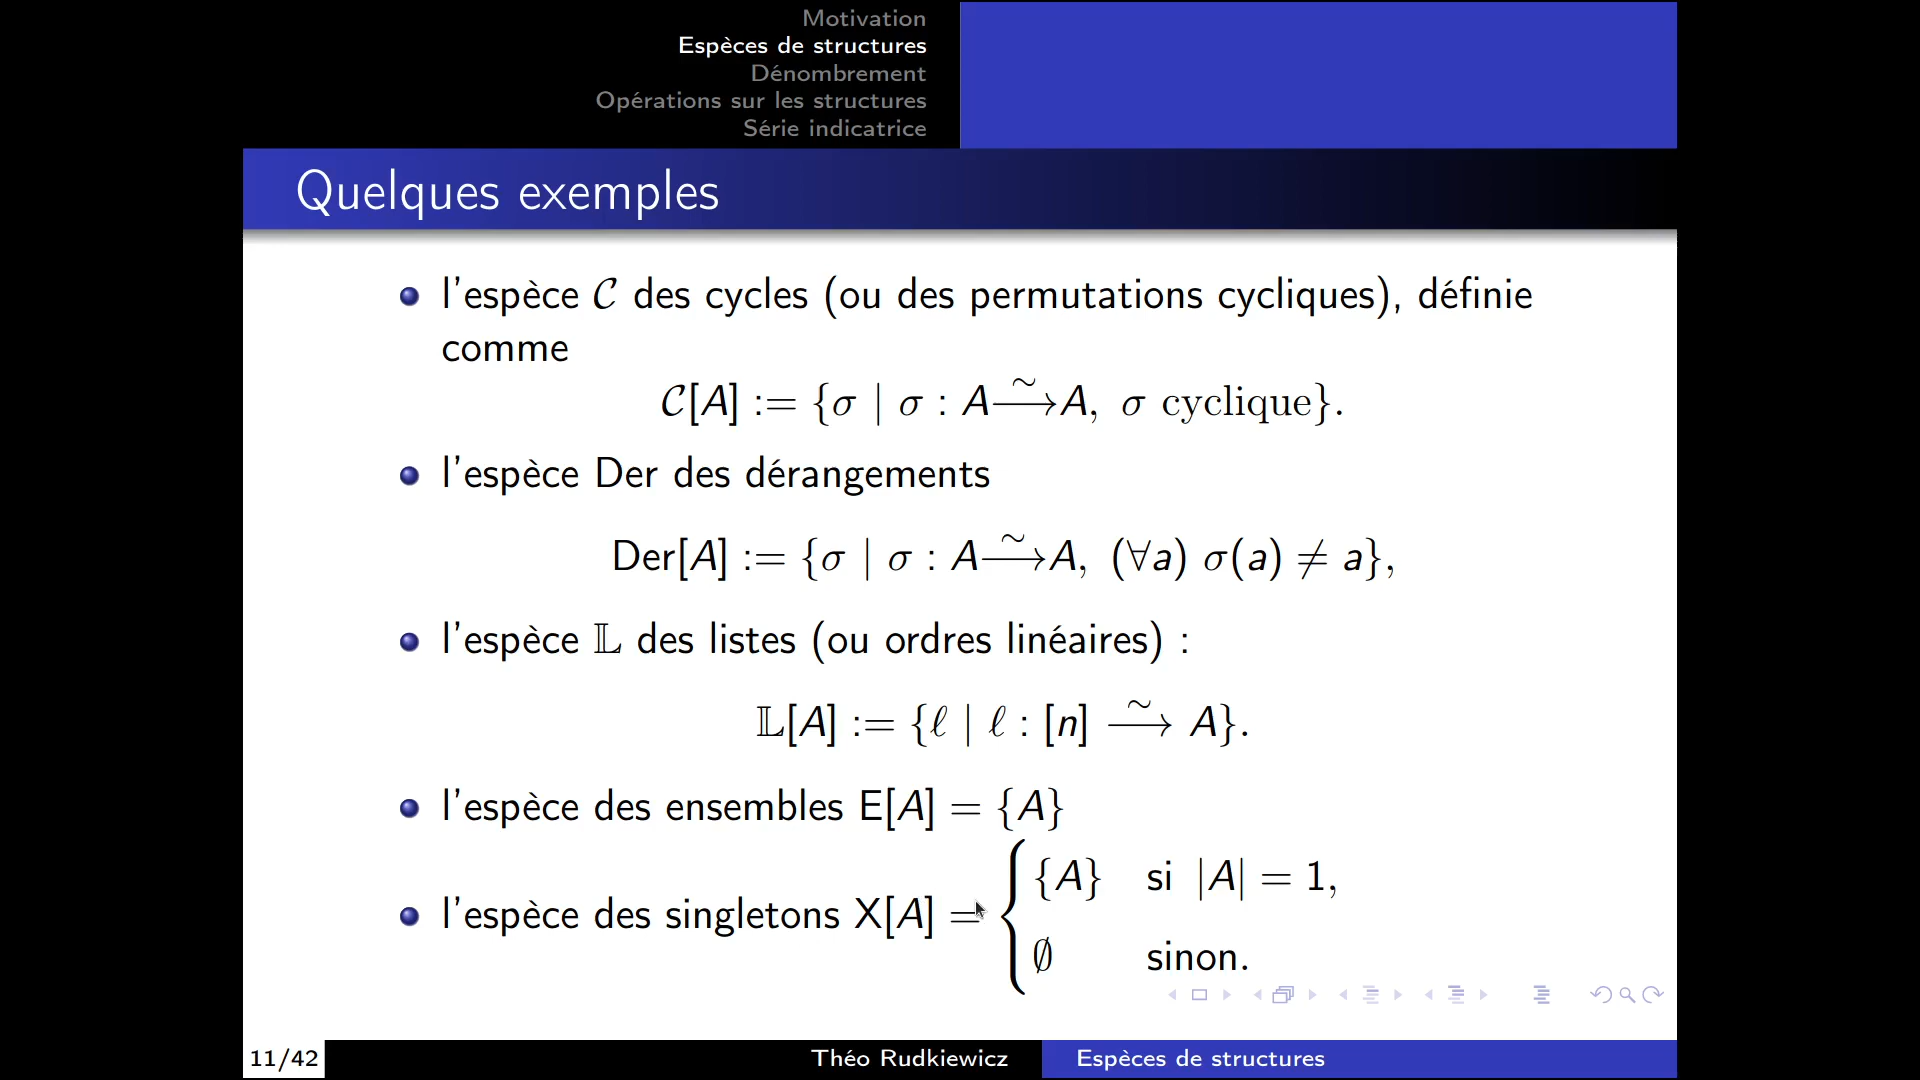 Motivation
Espèces de structures
Dénombrement
Opérations sur les structures
Série indicatrice
Quelques exemples
l'espèce 𝒞 des cycles (ou des permutations cycliques), définie
comme
𝒞[A] := {σ | σ : A ⟶̃ A, σ cyclique}.
l'espèce Der des dérangements
Der[A] := {σ | σ : A ⟶̃ A, (∀a) σ(a) ≠ a},
l'espèce 𝕃 des listes (ou ordres linéaires) :
𝕃[A] := {ℓ | ℓ : [n] ⟶̃ A}.
l'espèce des ensembles E[A] = {A}
l'espèce des singletons X[A] = { {A} si |A| = 1,
∅ sinon.
11/42 Théo Rudkiewicz Espèces de structures